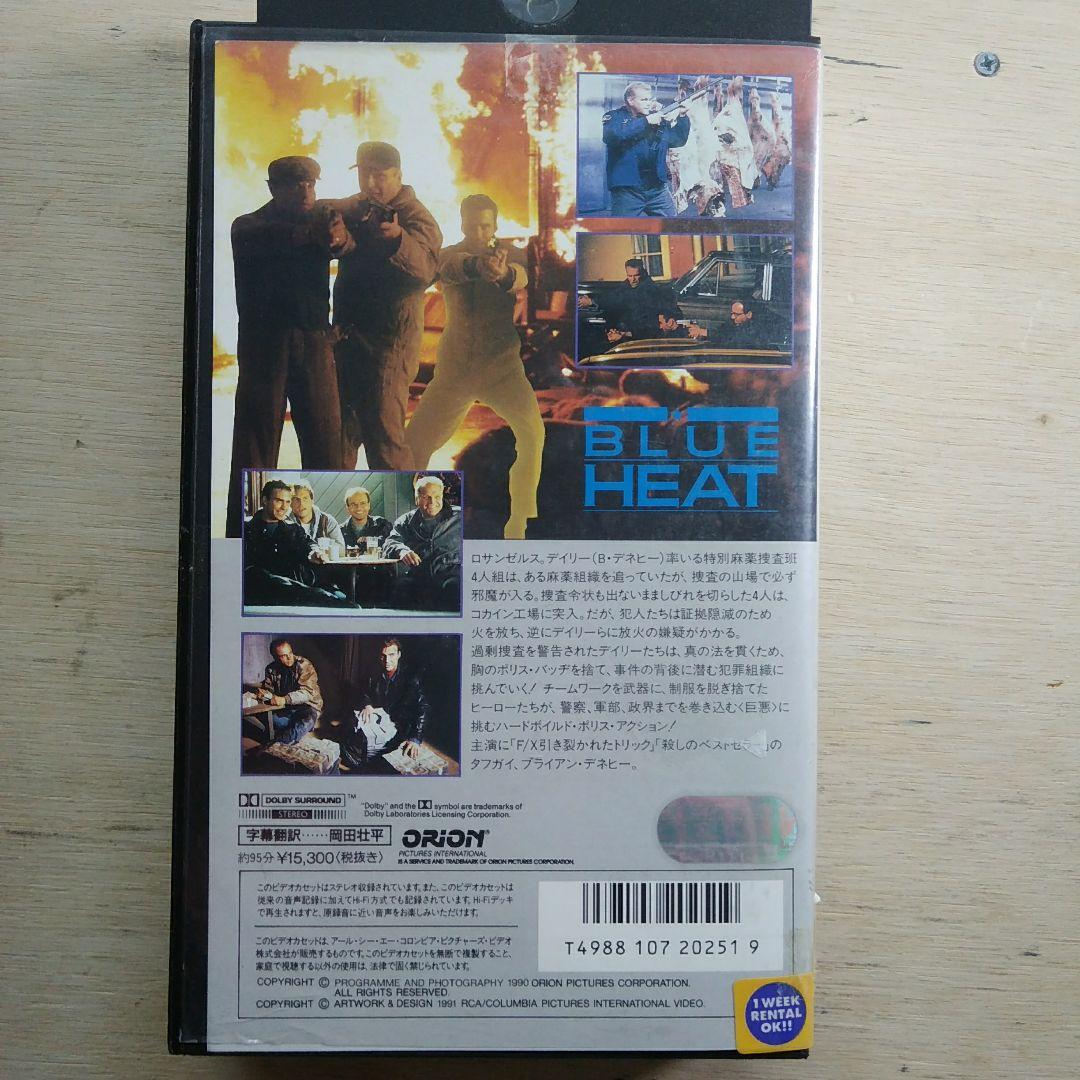 BLUE
HEAT
ロサンゼルス。デイリー(B・デネヒー)率いる特別麻薬捜査班
4人組は、ある麻薬組織を追っていたが、捜査の山場で必ず
邪魔が入る。捜査令状も出ないまましびれを切らした4人は、
コカイン工場に突入。だが、犯人たちは証拠隠滅のため
火を放ち、逆にデイリーらに放火の嫌疑がかかる。
過剰捜査を警告されたデイリーたちは、真の法を貫くため、
胸のポリス・バッヂを捨て、事件の背後に潜む犯罪組織に
挑んでいく! チームワークを武器に、制服を脱ぎ捨てた
ヒーローたちが、警察、軍部、政界までを巻き込む〈巨悪〉に
挑むハードボイルド・ポリス・アクション!
主演に「F/X引き裂かれたトリック」「殺しのベストセラー」の
タフガイ、ブライアン・デネヒー。
DOLBY SURROUND™
STEREO
"Dolby" and the symbol are trademarks of
Dolby Laboratories Licensing Corporation.
字幕翻訳……岡田壮平
ORION®
PICTURES INTERNATIONAL
IS A SERVICE AND TRADEMARK OF ORION PICTURES CORPORATION.
約95分 ¥15,300〈税抜き〉
このビデオカセットはステレオ収録されています。また、このビデオカセットは
従来の音声記録に加えてHi-Fi方式でも記録されています。Hi-Fiデッキ
で再生されますと、原録音に近い音声をお楽しみいただけます。
このビデオカセットは、アール・シー・エー・コロンビア・ピクチャーズ・ビデオ
株式会社が販売するものです。このビデオカセットを無断で複製すること、
家庭で視聴する以外の使用は、法律で固く禁じられています。
T4988 107 20251 9
COPYRIGHT © PROGRAMME AND PHOTOGRAPHY 1990 ORION PICTURES CORPORATION.
ALL RIGHTS RESERVED.
COPYRIGHT © ARTWORK & DESIGN 1991 RCA/COLUMBIA PICTURES INTERNATIONAL VIDEO.
1 WEEK
RENTAL
OK!!